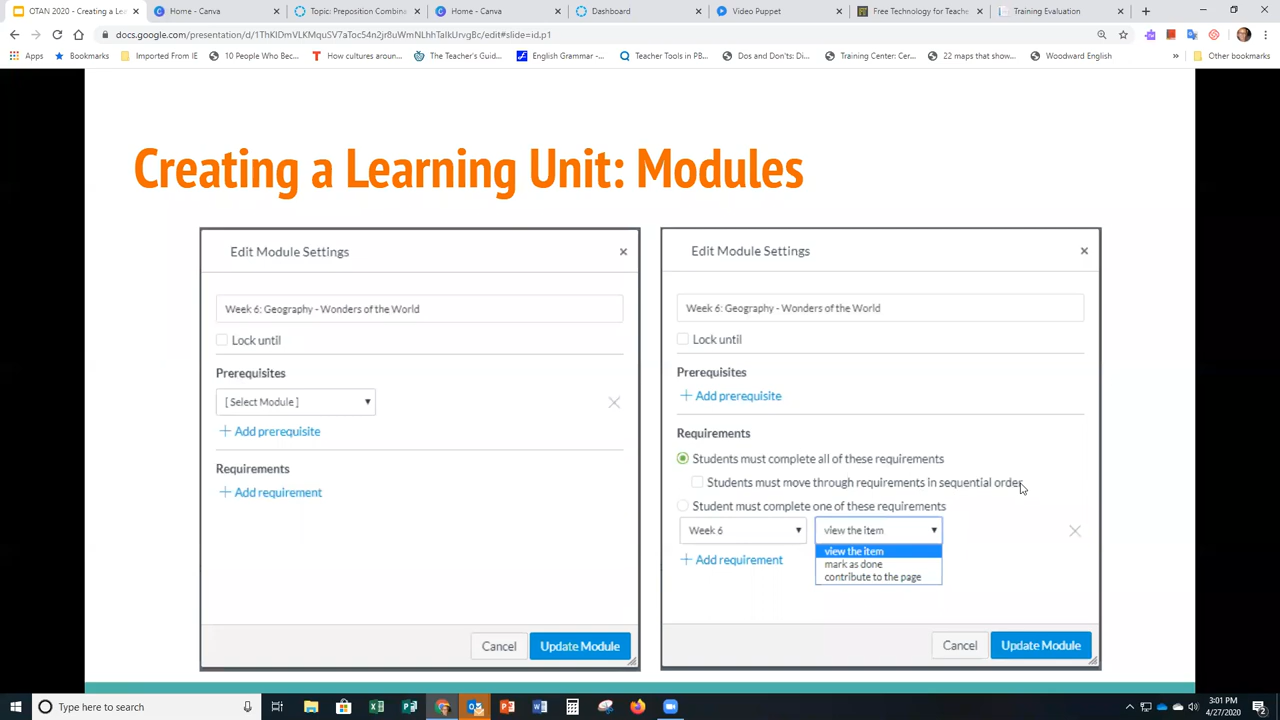 OTAN 2020 - Creating a Lea
Home - Canva
Topic: Preposition Combina
Home - Canva
Dashboard
Video Puppet
Free Technology for Teache
Training Evaluation
docs.google.com/presentation/d/1ThKlDmVLKMquSV7aToc54n2jr8uWmNLhhTaIkUrvgBc/edit#slide=id.p1
Apps
Bookmarks
Imported From IE
10 People Who Bec...
How cultures aroun...
The Teacher's Guid...
English Grammar -...
Teacher Tools in PB...
Dos and Don'ts: Di...
Training Center: Cer...
22 maps that show...
Woodward English
»
Other bookmarks
Creating a Learning Unit: Modules
Edit Module Settings
Week 6: Geography - Wonders of the World
Lock until
Prerequisites
[ Select Module ]
+ Add prerequisite
Requirements
+ Add requirement
Cancel
Update Module
Edit Module Settings
Week 6: Geography - Wonders of the World
Lock until
Prerequisites
+ Add prerequisite
Requirements
Students must complete all of these requirements
Students must move through requirements in sequential order
Student must complete one of these requirements
Week 6
view the item
view the item
mark as done
contribute to the page
+ Add requirement
Cancel
Update Module
Type here to search
3:01 PM
4/27/2020
2